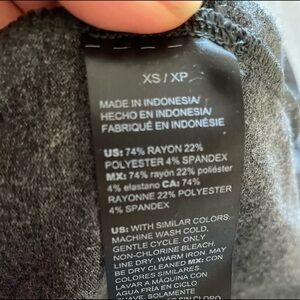 XS / XP
MADE IN INDONESIA/
HECHO EN INDONESIA/
FABRIQUÉ EN INDONÉSIE
US: 74% RAYON 22%
POLYESTER 4% SPANDEX
MX: 74% rayón 22% poliéster
4% elastano CA: 74%
RAYONNE 22% POLYESTER
4% SPANDEX
US: WITH SIMILAR COLORS:
MACHINE WASH COLD,
GENTLE CYCLE. ONLY
NON-CHLORINE BLEACH,
LINE DRY. WARM IRON. MAY
BE DRY CLEANED MX: CON
COLORES SIMILARES
LAVAR A MÁQUINA CON
AGUA FRÍA EN CICLO
SUAVE. SOLAMENTE